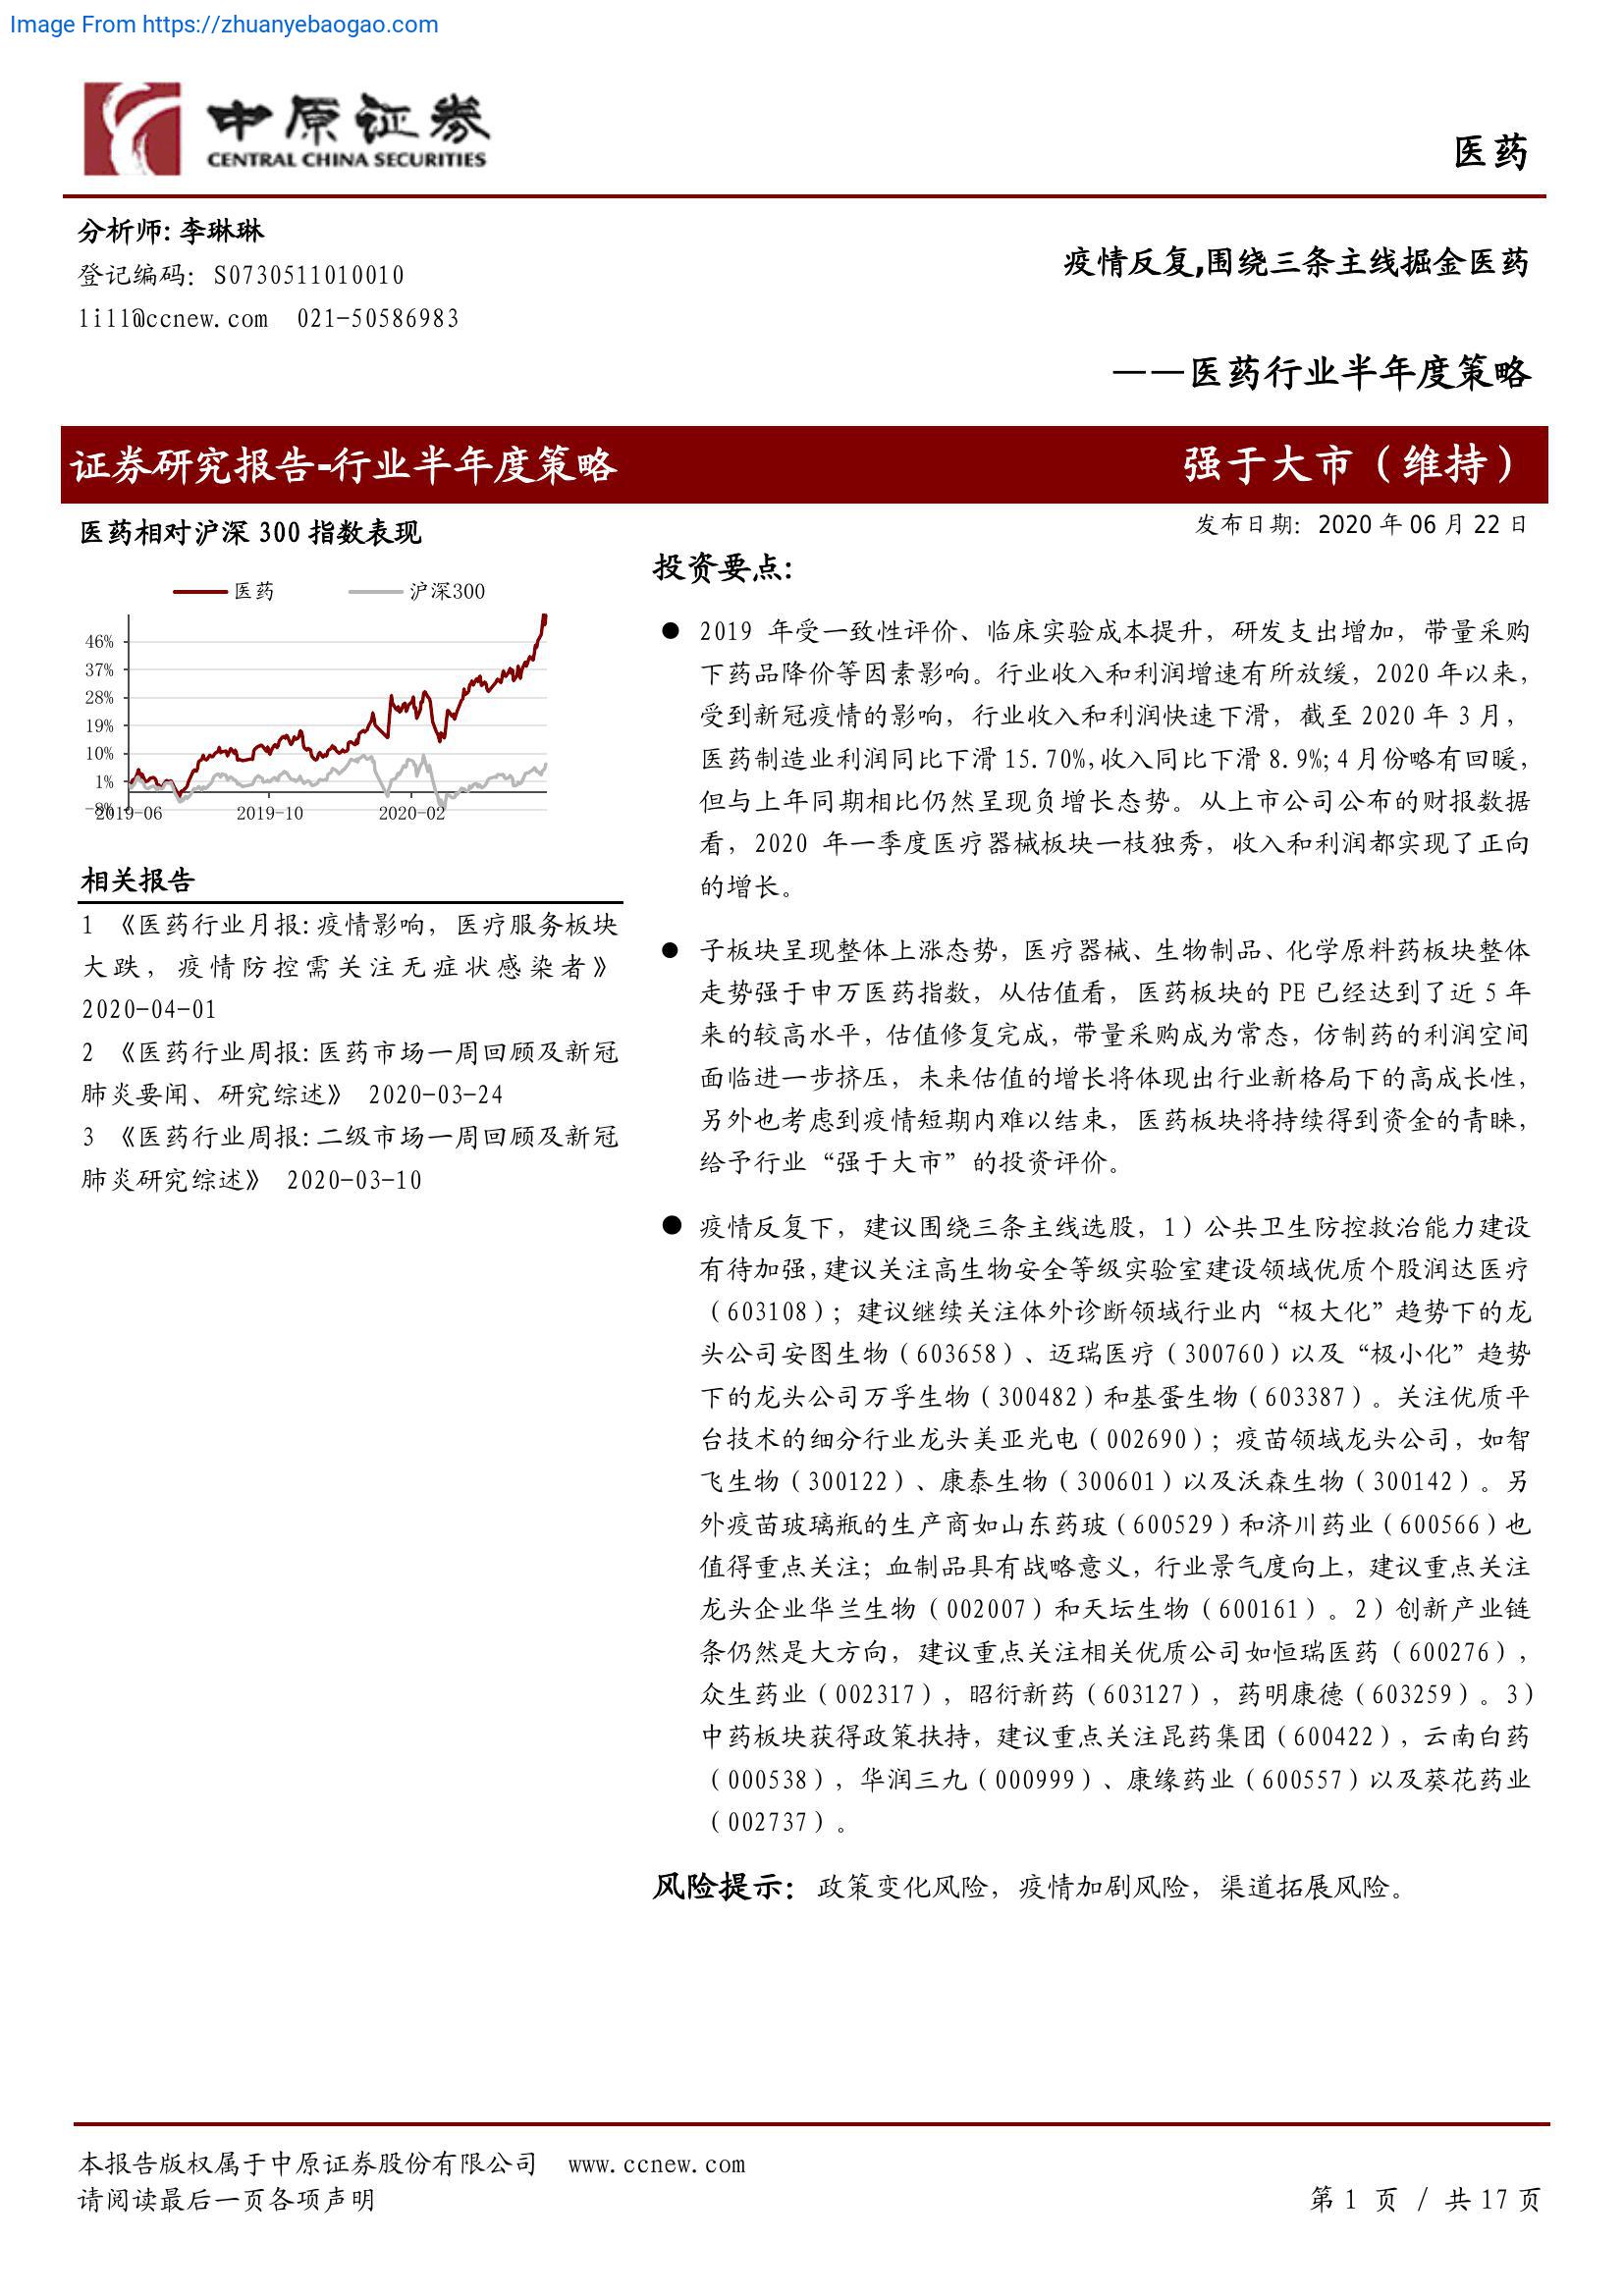 Image From https://zhuanyebaogao.com
中原证券
CENTRAL CHINA SECURITIES
医药
分析师:李琳琳
登记编码：S0730511010010
lill@ccnew.com 021-50586983
疫情反复,围绕三条主线掘金医药
——医药行业半年度策略
证券研究报告-行业半年度策略
强于大市（维持）
医药相对沪深 300 指数表现
医药
沪深300
46%
37%
28%
19%
10%
1%
-8%
2019-06
2019-10
2020-02
相关报告
1 《医药行业月报:疫情影响，医疗服务板块
大跌，疫情防控需关注无症状感染者》
2020-04-01
2 《医药行业周报:医药市场一周回顾及新冠
肺炎要闻、研究综述》 2020-03-24
3 《医药行业周报:二级市场一周回顾及新冠
肺炎研究综述》 2020-03-10
发布日期：2020 年 06 月 22 日
投资要点:
● 2019 年受一致性评价、临床实验成本提升，研发支出增加，带量采购
下药品降价等因素影响。行业收入和利润增速有所放缓，2020 年以来，
受到新冠疫情的影响，行业收入和利润快速下滑，截至 2020 年 3 月，
医药制造业利润同比下滑 15.70%,收入同比下滑 8.9%;4 月份略有回暖，
但与上年同期相比仍然呈现负增长态势。从上市公司公布的财报数据
看，2020 年一季度医疗器械板块一枝独秀，收入和利润都实现了正向
的增长。
● 子板块呈现整体上涨态势，医疗器械、生物制品、化学原料药板块整体
走势强于申万医药指数，从估值看，医药板块的 PE 已经达到了近 5 年
来的较高水平，估值修复完成，带量采购成为常态，仿制药的利润空间
面临进一步挤压，未来估值的增长将体现出行业新格局下的高成长性，
另外也考虑到疫情短期内难以结束，医药板块将持续得到资金的青睐，
给予行业“强于大市”的投资评价。
● 疫情反复下，建议围绕三条主线选股，1）公共卫生防控救治能力建设
有待加强,建议关注高生物安全等级实验室建设领域优质个股润达医疗
（603108）；建议继续关注体外诊断领域行业内“极大化”趋势下的龙
头公司安图生物（603658）、迈瑞医疗（300760）以及“极小化”趋势
下的龙头公司万孚生物（300482）和基蛋生物（603387）。关注优质平
台技术的细分行业龙头美亚光电（002690）；疫苗领域龙头公司，如智
飞生物（300122）、康泰生物（300601）以及沃森生物（300142）。另
外疫苗玻璃瓶的生产商如山东药玻（600529）和济川药业（600566）也
值得重点关注；血制品具有战略意义，行业景气度向上，建议重点关注
龙头企业华兰生物（002007）和天坛生物（600161）。2）创新产业链
条仍然是大方向，建议重点关注相关优质公司如恒瑞医药（600276），
众生药业（002317），昭衍新药（603127），药明康德（603259）。3）
中药板块获得政策扶持，建议重点关注昆药集团（600422），云南白药
（000538），华润三九（000999）、康缘药业（600557）以及葵花药业
（002737）。
风险提示：政策变化风险，疫情加剧风险，渠道拓展风险。
本报告版权属于中原证券股份有限公司 www.ccnew.com
请阅读最后一页各项声明
第 1 页 / 共 17 页